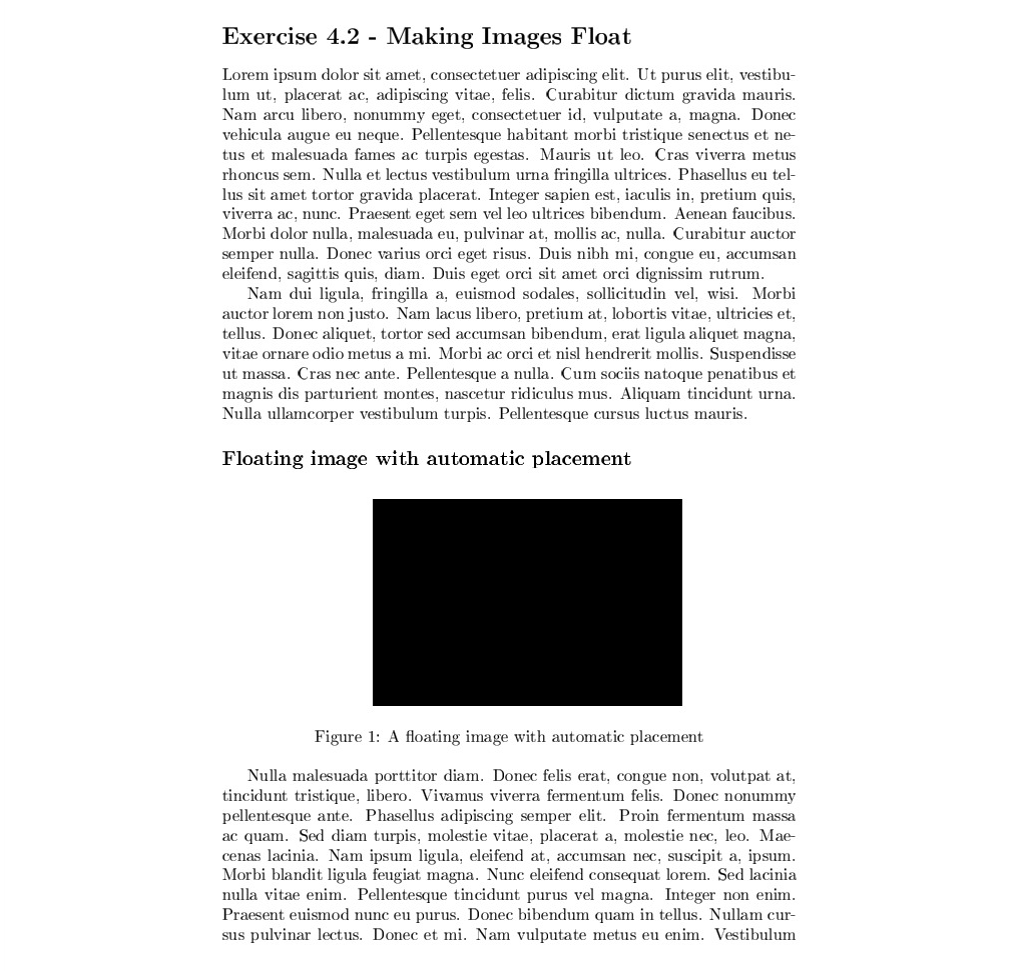 Exercise 4.2 - Making Images Float
Lorem ipsum dolor sit amet, consectetuer adipiscing elit. Ut purus elit, vestibu-
lum ut, placerat ac, adipiscing vitae, felis. Curabitur dictum gravida mauris.
Nam arcu libero, nonummy eget, consectetuer id, vulputate a, magna. Donec
vehicula augue eu neque. Pellentesque habitant morbi tristique senectus et ne-
tus et malesuada fames ac turpis egestas. Mauris ut leo. Cras viverra metus
rhoncus sem. Nulla et lectus vestibulum urna fringilla ultrices. Phasellus eu tel-
lus sit amet tortor gravida placerat. Integer sapien est, iaculis in, pretium quis,
viverra ac, nunc. Praesent eget sem vel leo ultrices bibendum. Aenean faucibus.
Morbi dolor nulla, malesuada eu, pulvinar at, mollis ac, nulla. Curabitur auctor
semper nulla. Donec varius orci eget risus. Duis nibh mi, congue eu, accumsan
eleifend, sagittis quis, diam. Duis eget orci sit amet orci dignissim rutrum.
Nam dui ligula, fringilla a, euismod sodales, sollicitudin vel, wisi. Morbi
auctor lorem non justo. Nam lacus libero, pretium at, lobortis vitae, ultricies et,
tellus. Donec aliquet, tortor sed accumsan bibendum, erat ligula aliquet magna,
vitae ornare odio metus a mi. Morbi ac orci et nisl hendrerit mollis. Suspendisse
ut massa. Cras nec ante. Pellentesque a nulla. Cum sociis natoque penatibus et
magnis dis parturient montes, nascetur ridiculus mus. Aliquam tincidunt urna.
Nulla ullamcorper vestibulum turpis. Pellentesque cursus luctus mauris.
Floating image with automatic placement
Figure 1: A floating image with automatic placement
Nulla malesuada porttitor diam. Donec felis erat, congue non, volutpat at,
tincidunt tristique, libero. Vivamus viverra fermentum felis. Donec nonummy
pellentesque ante. Phasellus adipiscing semper elit. Proin fermentum massa
ac quam. Sed diam turpis, molestie vitae, placerat a, molestie nec, leo. Mae-
cenas lacinia. Nam ipsum ligula, eleifend at, accumsan nec, suscipit a, ipsum.
Morbi blandit ligula feugiat magna. Nunc eleifend consequat lorem. Sed lacinia
nulla vitae enim. Pellentesque tincidunt purus vel magna. Integer non enim.
Praesent euismod nunc eu purus. Donec bibendum quam in tellus. Nullam cur-
sus pulvinar lectus. Donec et mi. Nam vulputate metus eu enim. Vestibulum